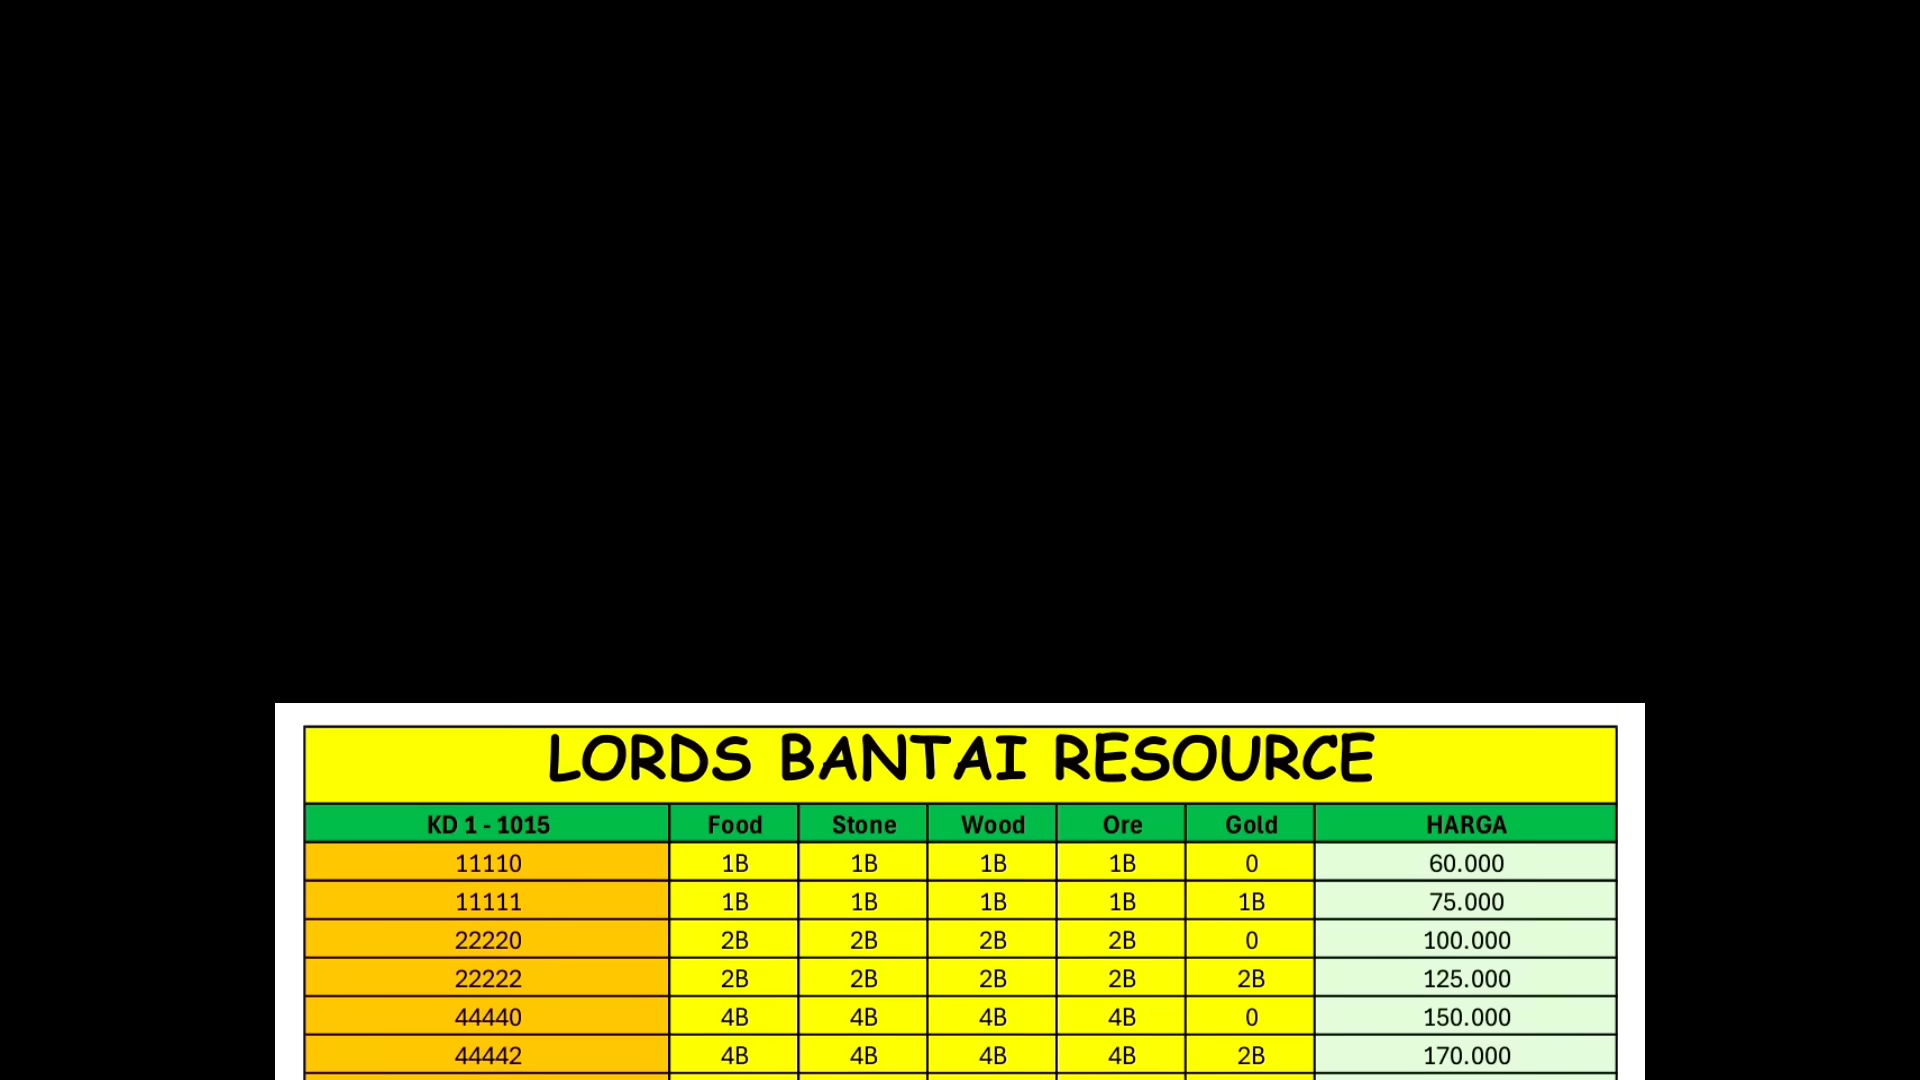 LORDS BANTAI RESOURCE
KD 1 - 1015 Food Stone Wood Ore Gold HARGA
11110 1B 1B 1B 1B 0 60.000
11111 1B 1B 1B 1B 1B 75.000
22220 2B 2B 2B 2B 0 100.000
22222 2B 2B 2B 2B 2B 125.000
44440 4B 4B 4B 4B 0 150.000
44442 4B 4B 4B 4B 2B 170.000